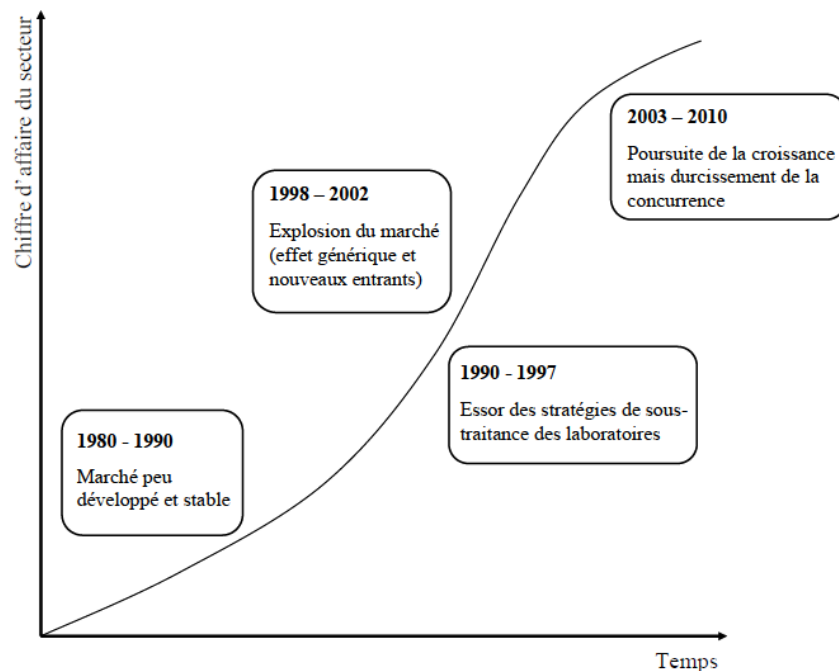 Chiffre d'affaire du secteur
2003 – 2010
Poursuite de la croissance
mais durcissement de la
concurrence
1998 – 2002
Explosion du marché
(effet générique et
nouveaux entrants)
1990 - 1997
Essor des stratégies de sous-
traitance des laboratoires
1980 - 1990
Marché peu
développé et stable
Temps